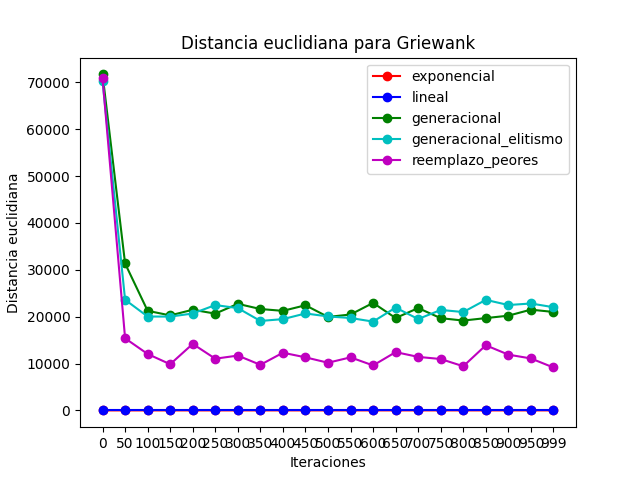 Distancia euclidiana para Griewank
exponencial
lineal
generacional
generacional_elitismo
reemplazo_peores
Distancia euclidiana
70000
60000
50000
40000
30000
20000
10000
0
0 50 100 150 200 250 300 350 400 450 500 550 600 650 700 750 800 850 900 950 999
Iteraciones